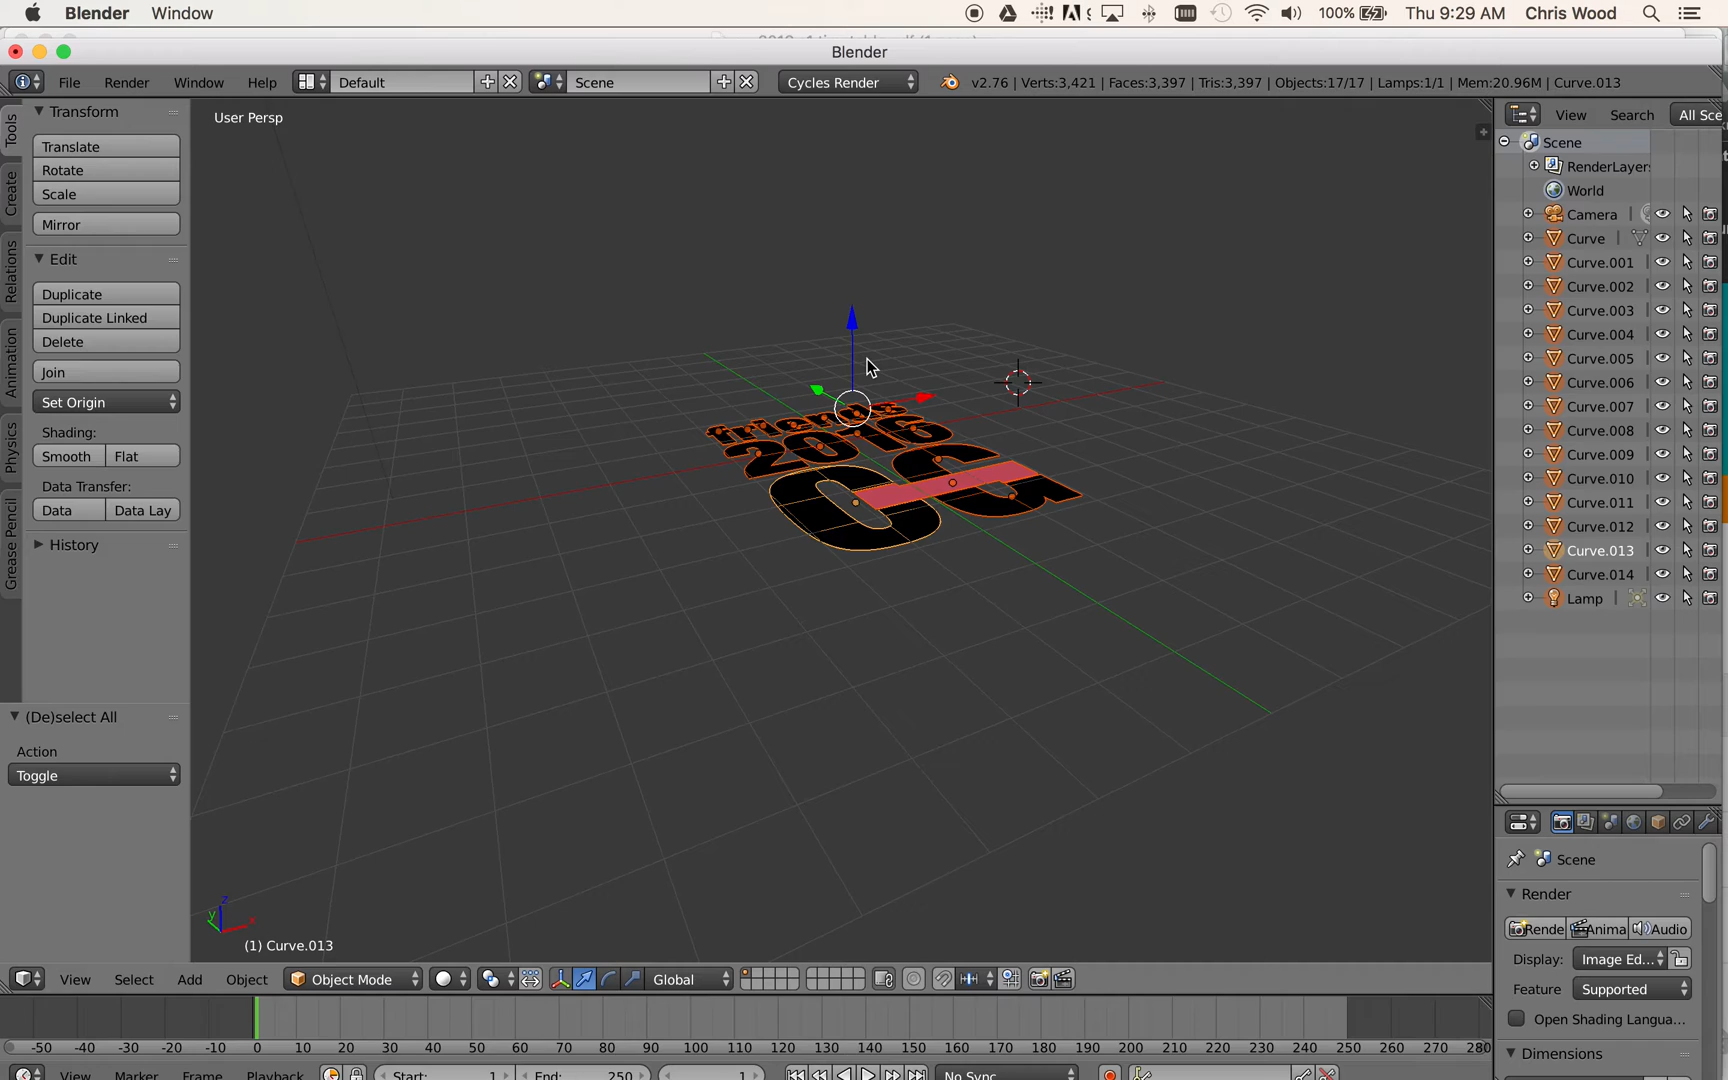 Blender Window 100% Thu 9:29 AM Chris Wood
Blender
File Render Window Help Default Scene Cycles Render v2.76 | Verts:3,421 | Faces:3,397 | Tris:3,397 | Objects:17/17 | Lamps:1/1 | Mem:20.96M | Curve.013
Tools
Create
Relations
Animation
Physics
Grease Pencil
Transform
Translate
Rotate
Scale
Mirror
Edit
Duplicate
Duplicate Linked
Delete
Join
Set Origin
Shading:
Smooth Flat
Data Transfer:
Data Data Lay
History
(De)select All
Action
Toggle
User Persp
2016
z
y x
(1) Curve.013
View Search All Sce
Scene
RenderLayer
World
Camera
Curve
Curve.001
Curve.002
Curve.003
Curve.004
Curve.005
Curve.006
Curve.007
Curve.008
Curve.009
Curve.010
Curve.011
Curve.012
Curve.013
Curve.014
Lamp
Scene
Render
Rende Anima Audio
Display: Image Ed...
Feature Supported
Open Shading Langua...
Dimensions
View Select Add Object Object Mode Global
-50 -40 -30 -20 -10 0 10 20 30 40 50 60 70 80 90 100 110 120 130 140 150 160 170 180 190 200 210 220 230 240 250 260 270 280
View Marker Frame Playback Start: 1 End: 250 1 No Sync